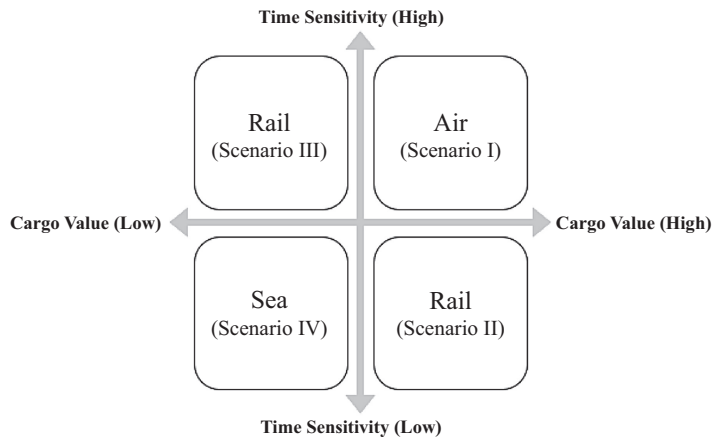 Time Sensitivity (High)
Rail
(Scenario III)
Air
(Scenario I)
Cargo Value (Low)
Cargo Value (High)
Sea
(Scenario IV)
Rail
(Scenario II)
Time Sensitivity (Low)